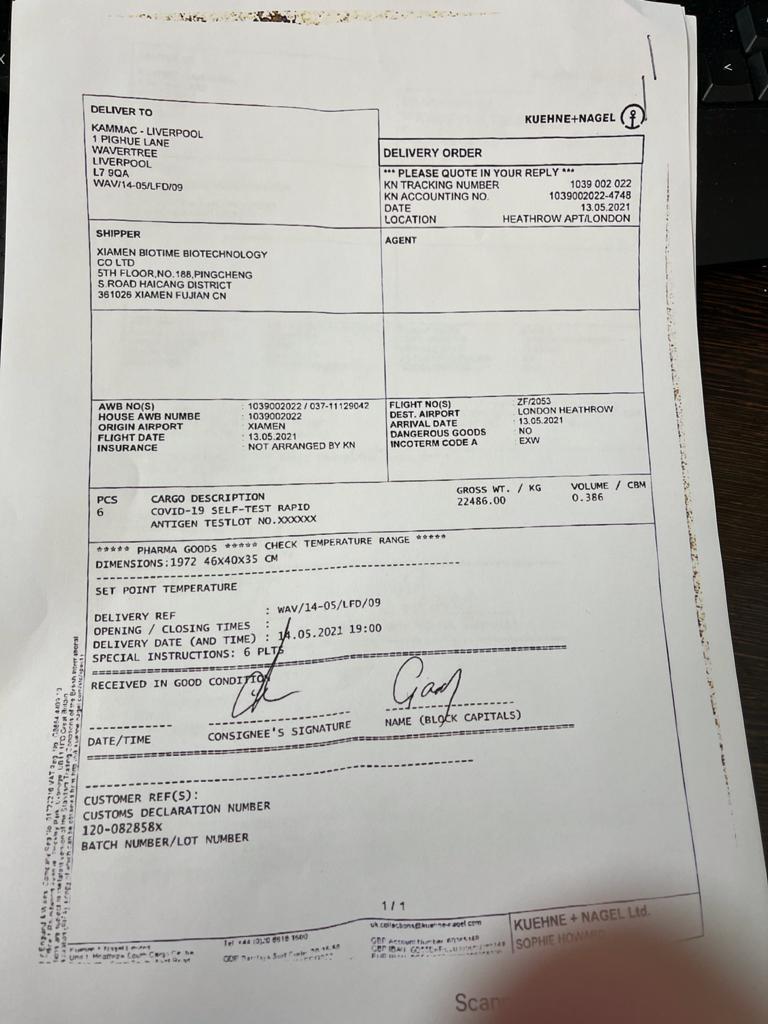 KUEHNE+NAGEL
DELIVER TO
KAMMAC - LIVERPOOL
1 PIGHUE LANE
WAVERTREE
LIVERPOOL
L7 9QA
WAV/14-05/LFD/09
DELIVERY ORDER
*** PLEASE QUOTE IN YOUR REPLY ***
KN TRACKING NUMBER 1039 002 022
KN ACCOUNTING NO. 1039002022-4748
DATE 13.05.2021
LOCATION HEATHROW APT/LONDON
SHIPPER
XIAMEN BIOTIME BIOTECHNOLOGY
CO LTD
5TH FLOOR,NO.188,PINGCHENG
S.ROAD HAICANG DISTRICT
361026 XIAMEN FUJIAN CN
AGENT
AWB NO(S) : 1039002022 / 037-11129042
HOUSE AWB NUMBE : 1039002022
ORIGIN AIRPORT : XIAMEN
FLIGHT DATE : 13.05.2021
INSURANCE : NOT ARRANGED BY KN
FLIGHT NO(S) : ZF/2053
DEST. AIRPORT : LONDON HEATHROW
ARRIVAL DATE : 13.05.2021
DANGEROUS GOODS : NO
INCOTERM CODE A : EXW
PCS CARGO DESCRIPTION GROSS WT. / KG VOLUME / CBM
6 COVID-19 SELF-TEST RAPID 22486.00 0.386
ANTIGEN TESTLOT NO.XXXXXX
***** PHARMA GOODS ***** CHECK TEMPERATURE RANGE *****
DIMENSIONS:1972 46X40X35 CM
SET POINT TEMPERATURE
DELIVERY REF : WAV/14-05/LFD/09
OPENING / CLOSING TIMES :
DELIVERY DATE (AND TIME) : 14.05.2021 19:00
SPECIAL INSTRUCTIONS: 6 PLTS
RECEIVED IN GOOD CONDITION
Gary
DATE/TIME CONSIGNEE'S SIGNATURE NAME (BLOCK CAPITALS)
CUSTOMER REF(S):
CUSTOMS DECLARATION NUMBER
120-082858X
BATCH NUMBER/LOT NUMBER
1 / 1
uk.collections@kuehne-nagel.com
KUEHNE + NAGEL Ltd.
SOPHIE